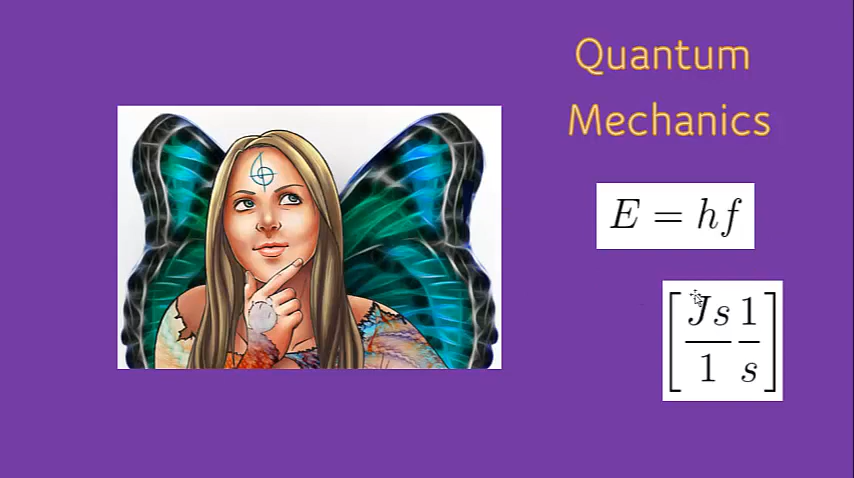 Quantum
Mechanics
E = hf
[Js/1 1/s]